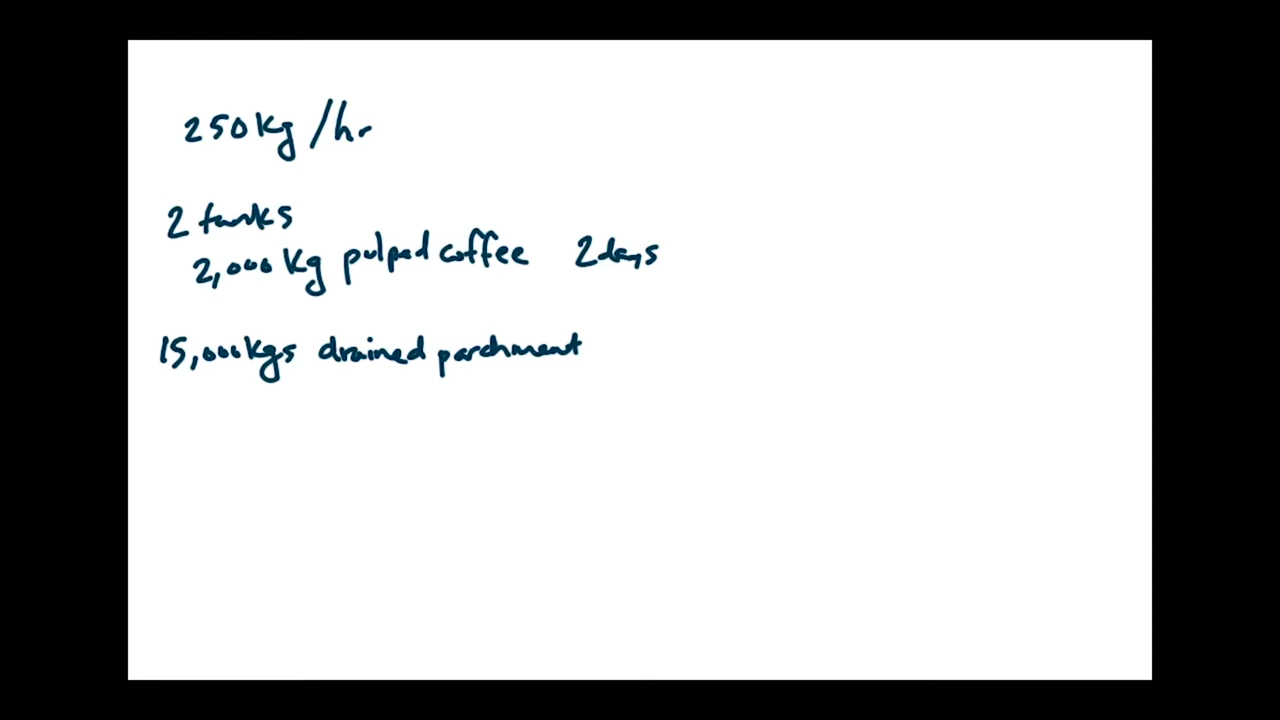 250kg/hr
2 tanks
2,000 kg pulped coffee 2 days
15,000kgs drained parchment